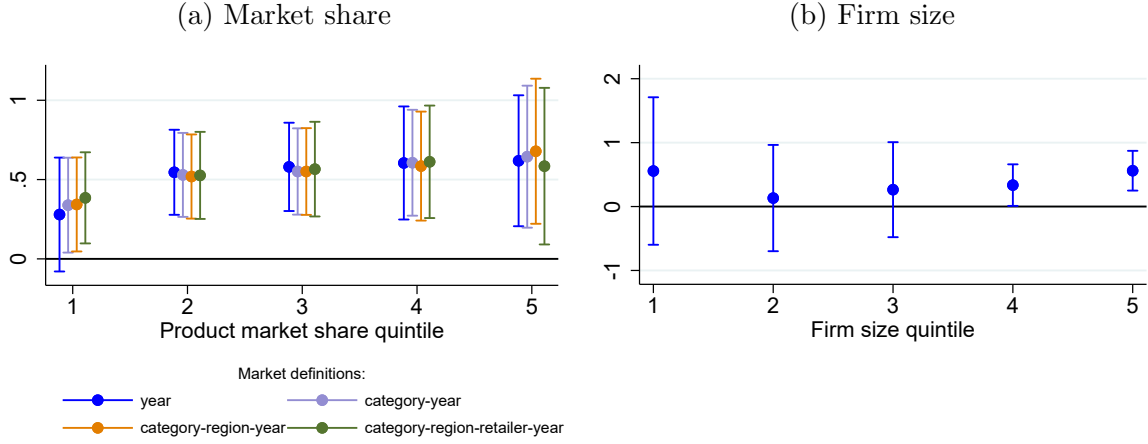 (a) Market share
1
.5
0
1 2 3 4 5
Product market share quintile
Market definitions:
year category-year
category-region-year category-region-retailer-year
(b) Firm size
2
1
0
-1
1 2 3 4 5
Firm size quintile